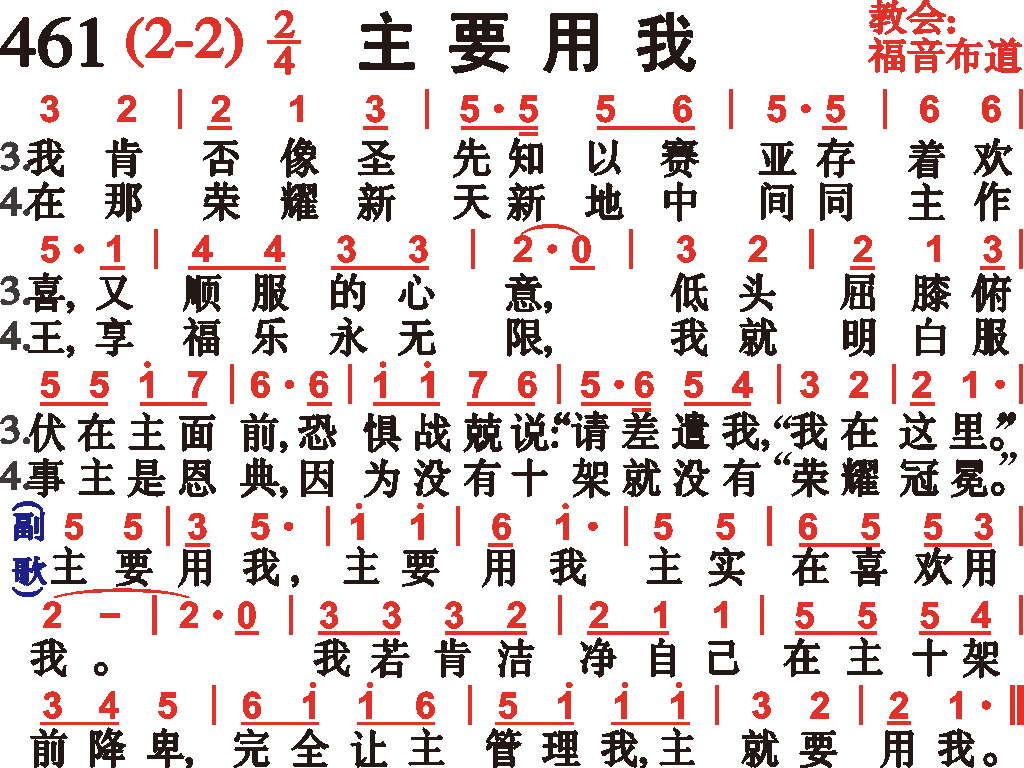 461 (2-2) 2/4 主要用我 教会:
福音布道
3 2 | 2 1 3 | 5·5 5 6 | 5·5 | 6 6 |
3.我肯否像圣先知以赛亚存着欢
4.在那荣耀新天新地中间同主作
5·1 | 4 4 3 3 | 2·0 | 3 2 | 2 1 3 |
3.喜,又顺服的心意,低头屈膝俯
4.王,享福乐永无限,我就明白服
5 5 i 7 | 6·6 | i i 7 6 | 5·6 5 4 | 3 2 | 2 1· |
3.伏在主面前,恐惧战兢说:“请差遣我,“我在这里。”
4.事主是恩典,因为没有十架就没有“荣耀冠冕。”
(副歌) 5 5 | 3 5· | i i | 6 i· | 5 5 | 6 5 5 3 |
主要用我,主要用我主实在喜欢用
2 – | 2·0 | 3 3 3 2 | 2 1 1 | 5 5 5 4 |
我。我若肯洁净自己在主十架
3 4 5 | 6 i i 6 | 5 i i i | 3 2 | 2 1·‖
前降卑,完全让主管理我,主就要用我。